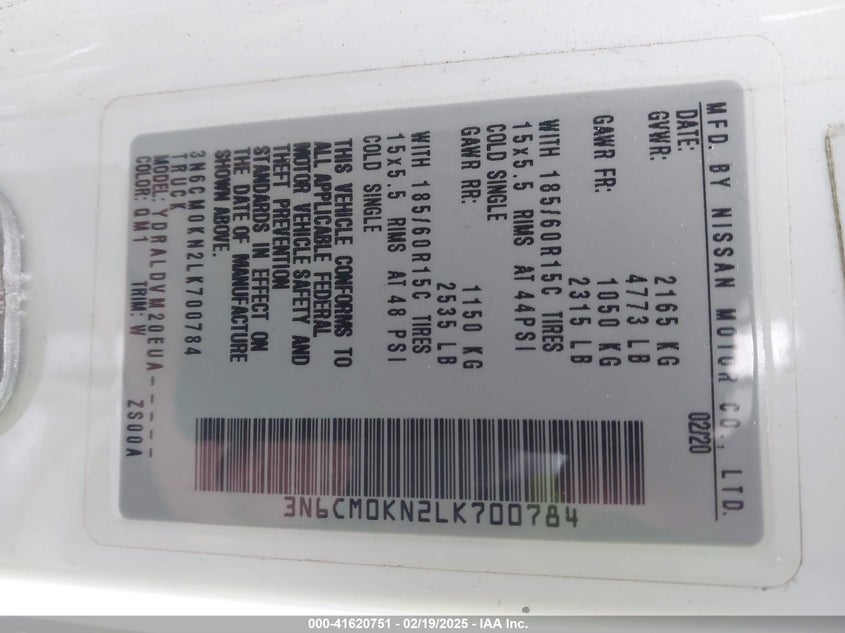 MFD. BY NISSAN MOTOR CO., LTD.
DATE: 02/20
GVWR: 2165 KG
4773 LB
GAWR FR: 1050 KG
2315 LB
WITH 185/60R15C TIRES
15x5.5 RIMS AT 44PSI
COLD SINGLE
GAWR RR: 1150 KG
2535 LB
WITH 185/60R15C TIRES
15x5.5 RIMS AT 48 PSI
COLD SINGLE
THIS VEHICLE CONFORMS TO
ALL APPLICABLE FEDERAL
MOTOR VEHICLE SAFETY AND
THEFT PREVENTION
STANDARDS IN EFFECT ON
THE DATE OF MANUFACTURE
SHOWN ABOVE.
3N6CM0KN2LK700784
TRUCK
MODEL: YDRALDVM20EUA-----
COLOR: QM1 TRIM: W ZS00A
3N6CM0KN2LK700784
000-41620751 - 02/19/2025 - IAA Inc.